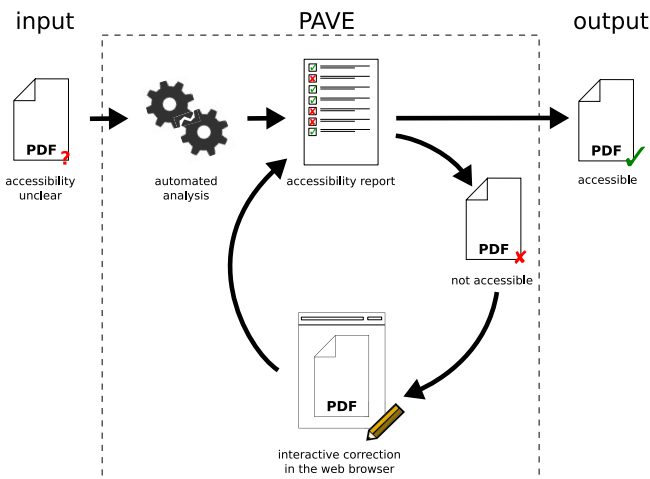 input
PAVE
output
PDF
?
accessibility
unclear
automated
analysis
accessibility report
PDF
accessible
PDF
not accessible
PDF
interactive correction
in the web browser